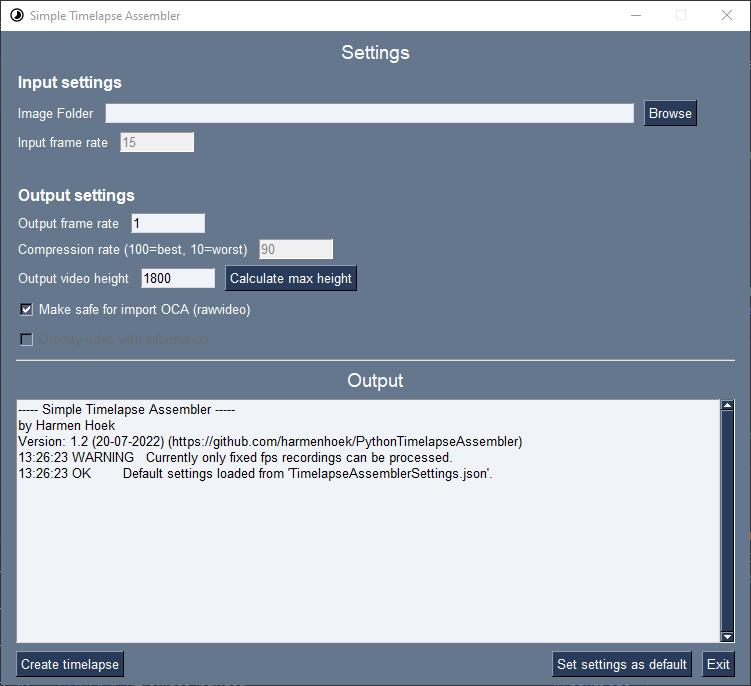 Simple Timelapse Assembler
Settings
Input settings
Image Folder Browse
Input frame rate 15
Output settings
Output frame rate 1
Compression rate (100=best, 10=worst) 90
Output video height 1800 Calculate max height
Make safe for import OCA (rawvideo)
Overlay video with information
Output
----- Simple Timelapse Assembler -----
by Harmen Hoek
Version: 1.2 (20-07-2022) (https://github.com/harmenhoek/PythonTimelapseAssembler)
13:26:23 WARNING Currently only fixed fps recordings can be processed.
13:26:23 OK Default settings loaded from 'TimelapseAssemblerSettings.json'.
Create timelapse Set settings as default Exit